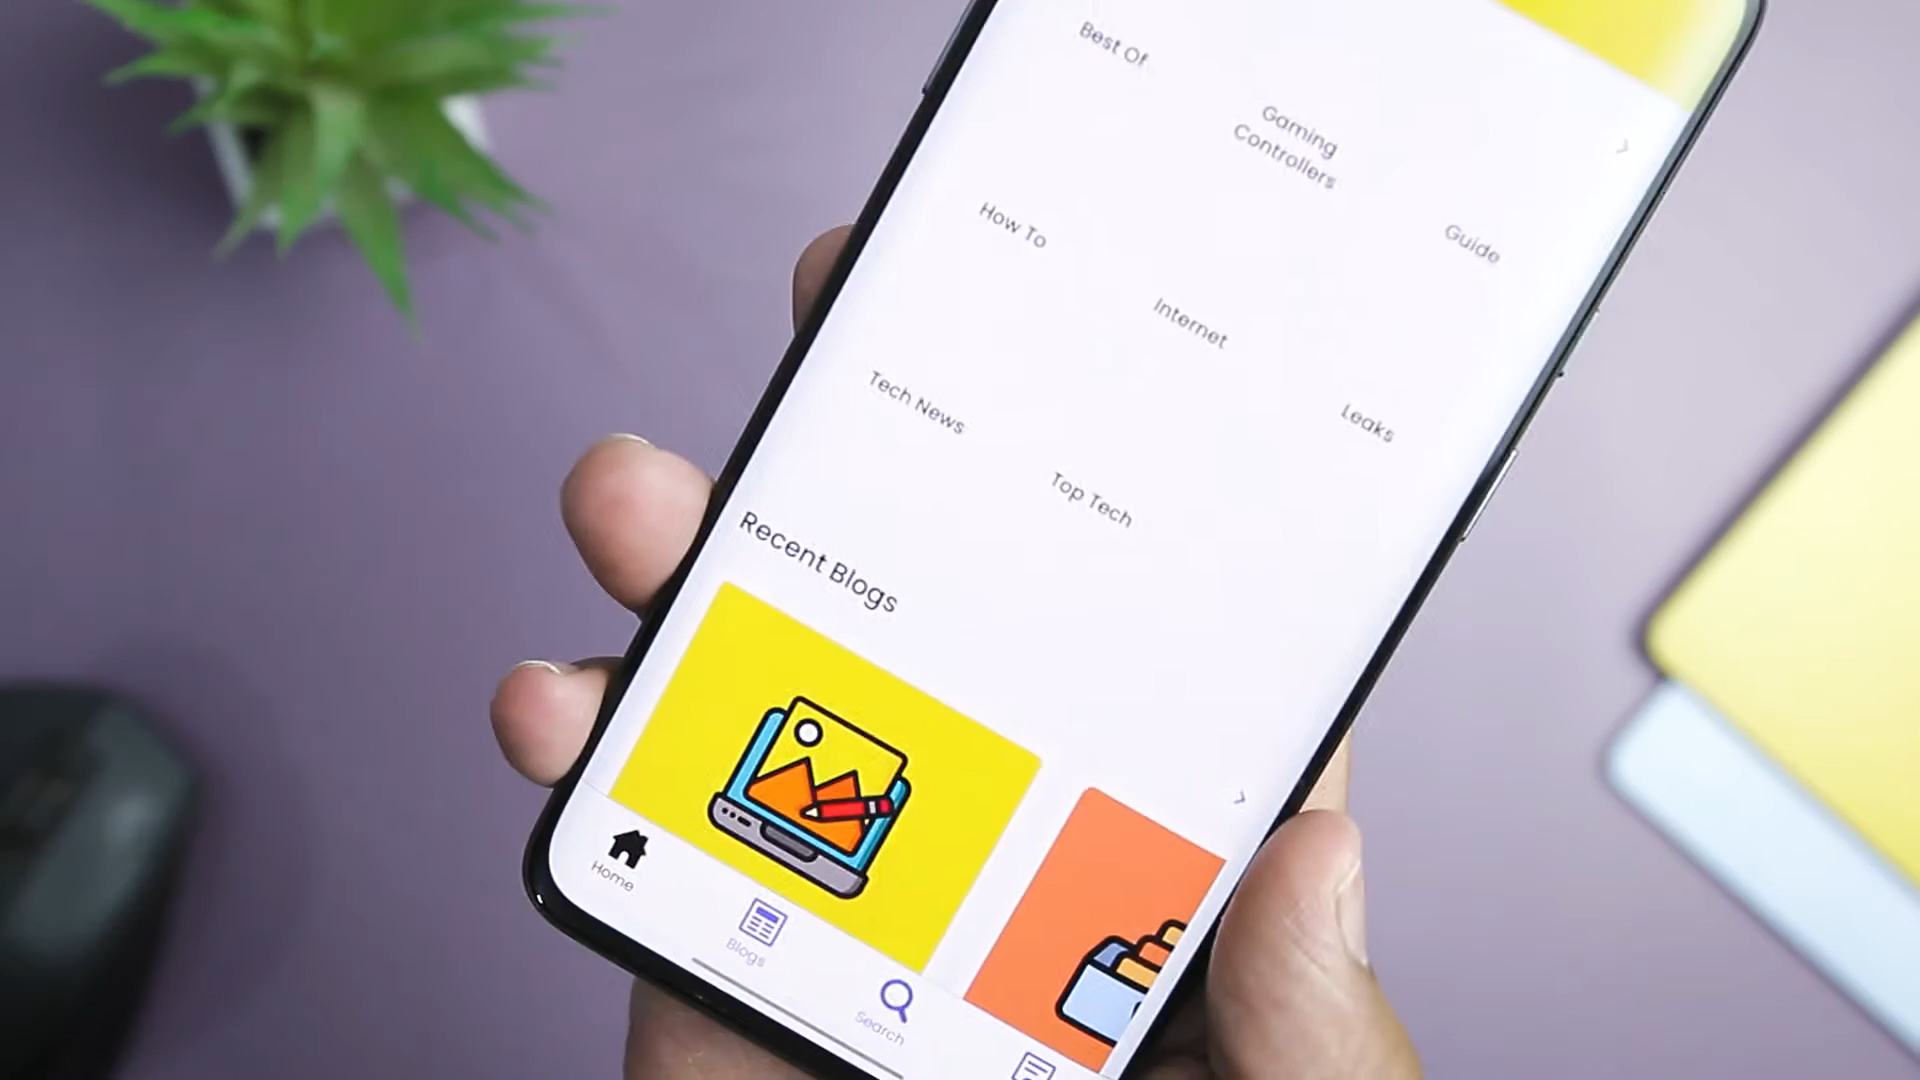 Best Of
Gaming
Controllers
Guide
How To
Internet
Leaks
Tech News
Top Tech
Recent Blogs
Home
Blogs
Search